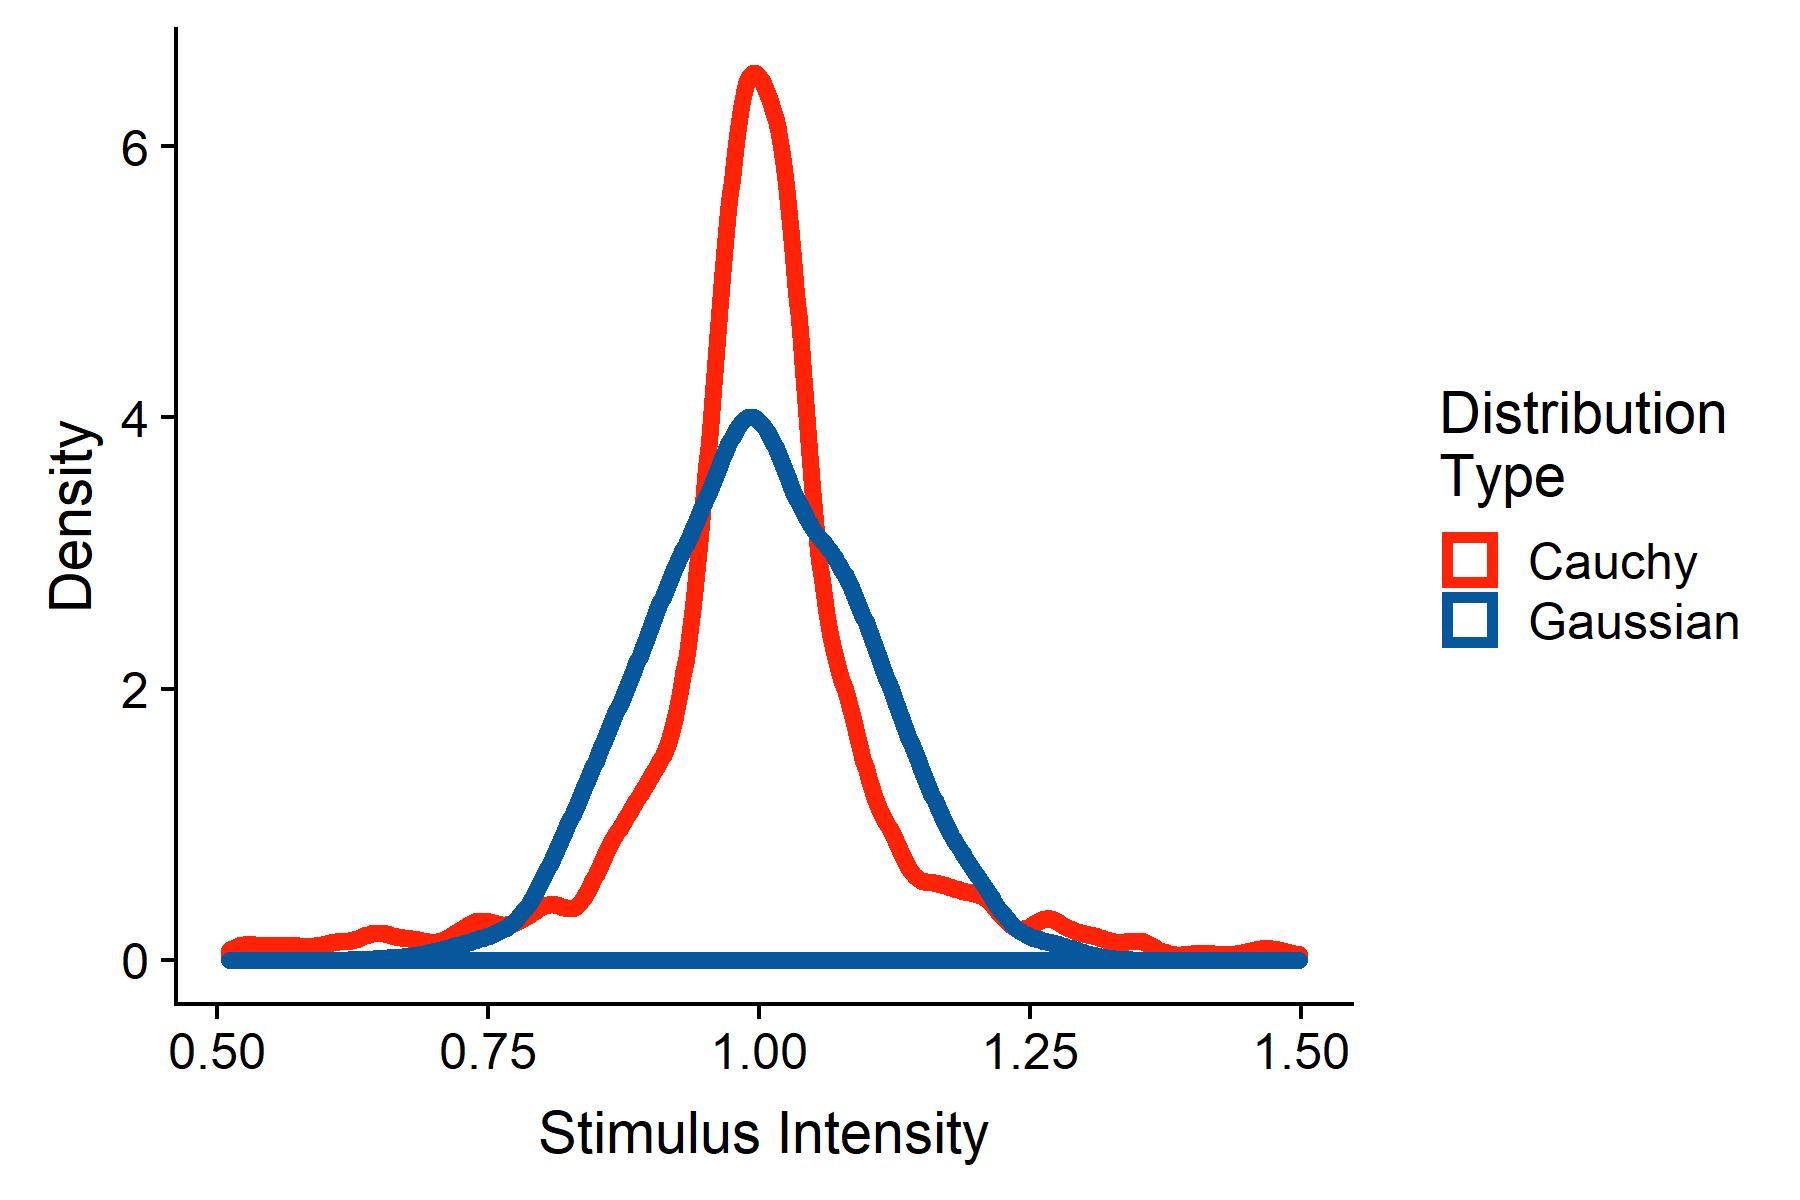 Density
6
4
2
0
0.50 0.75 1.00 1.25 1.50
Stimulus Intensity
Distribution
Type
Cauchy
Gaussian